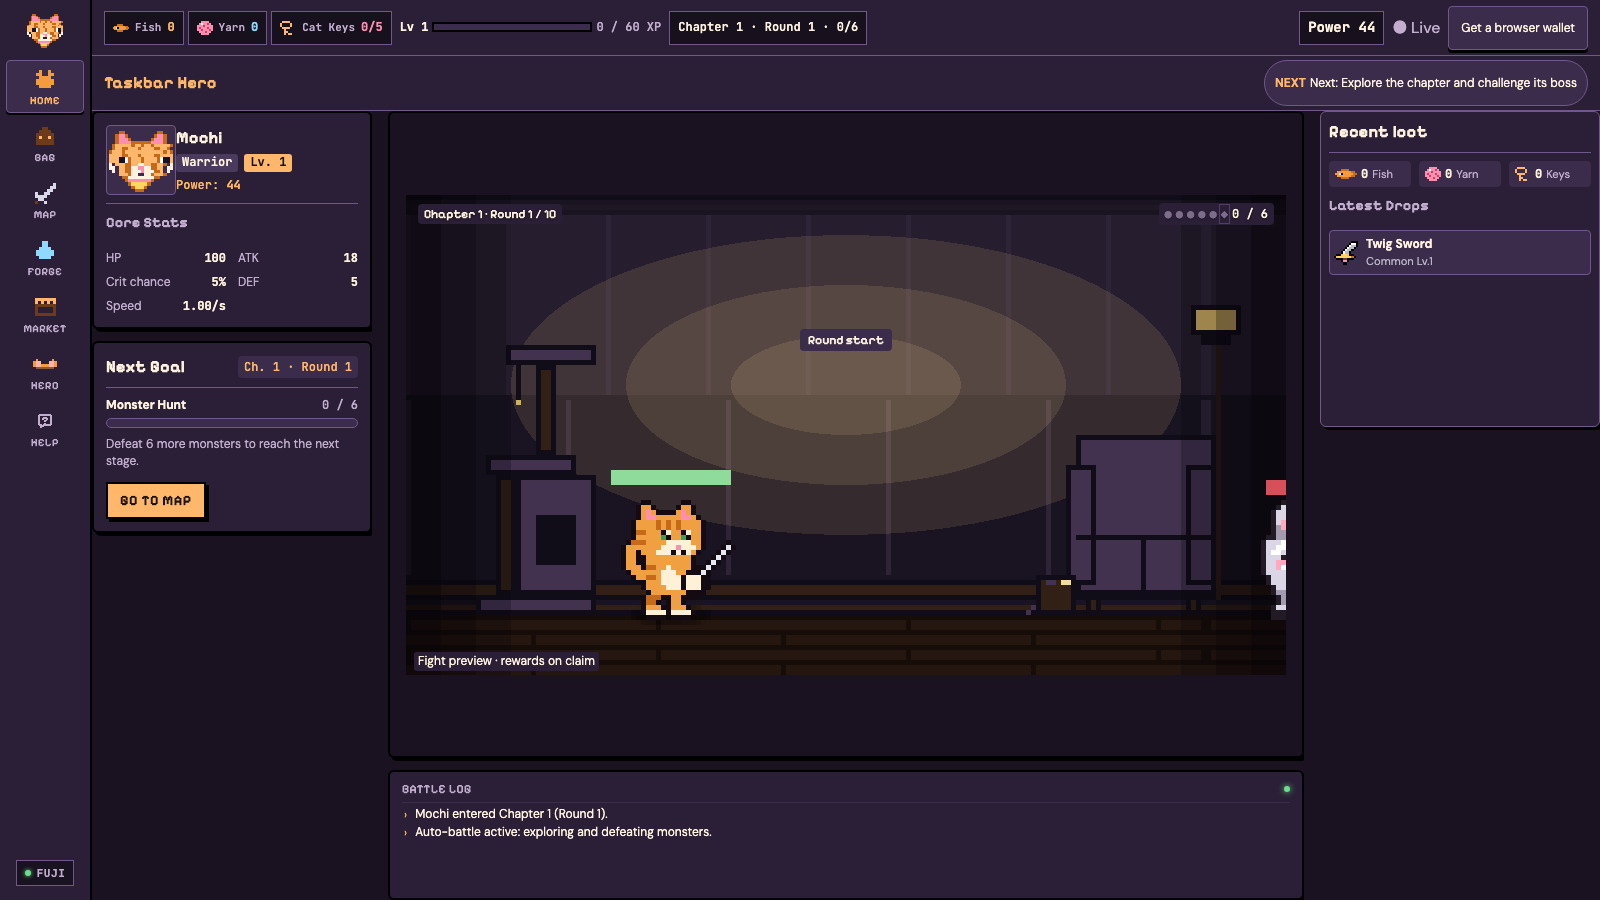 Fish 0
Yarn 0
Cat Keys 0/5
Lv 1
0 / 60 XP
Chapter 1 · Round 1 · 0/6
Power 44
Live
Get a browser wallet
HOME
BAG
MAP
FORGE
MARKET
HERO
HELP
FUJI
Taskbar Hero
NEXT Next: Explore the chapter and challenge its boss
Mochi
Warrior
Lv. 1
Power: 44
Core Stats
HP 100 ATK 18
Crit chance 5% DEF 5
Speed 1.00/s
Next Goal
Ch. 1 · Round 1
Monster Hunt 0 / 6
Defeat 6 more monsters to reach the next
stage.
GO TO MAP
Chapter 1 · Round 1 / 10
0 / 6
Round start
Fight preview · rewards on claim
BATTLE LOG
› Mochi entered Chapter 1 (Round 1).
› Auto-battle active: exploring and defeating monsters.
Recent loot
0 Fish
0 Yarn
0 Keys
Latest Drops
Twig Sword
Common Lv.1